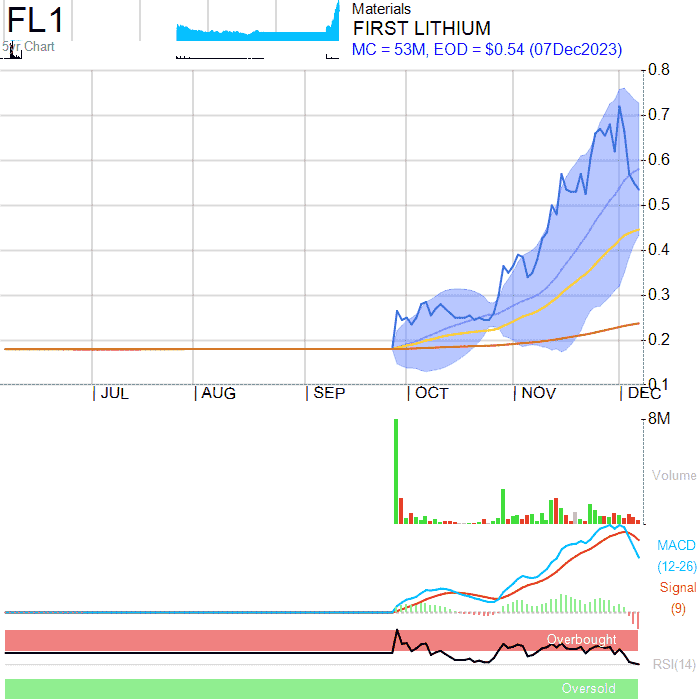 FL1
5yr Chart
Materials
FIRST LITHIUM
MC = 53M, EOD = $0.54 (07Dec2023)
0.8
0.7
0.6
0.5
0.4
0.3
0.2
0.1
JUL AUG SEP OCT NOV DEC
8M
Volume
MACD
(12-26)
Signal
(9)
Overbought
RSI(14)
Oversold